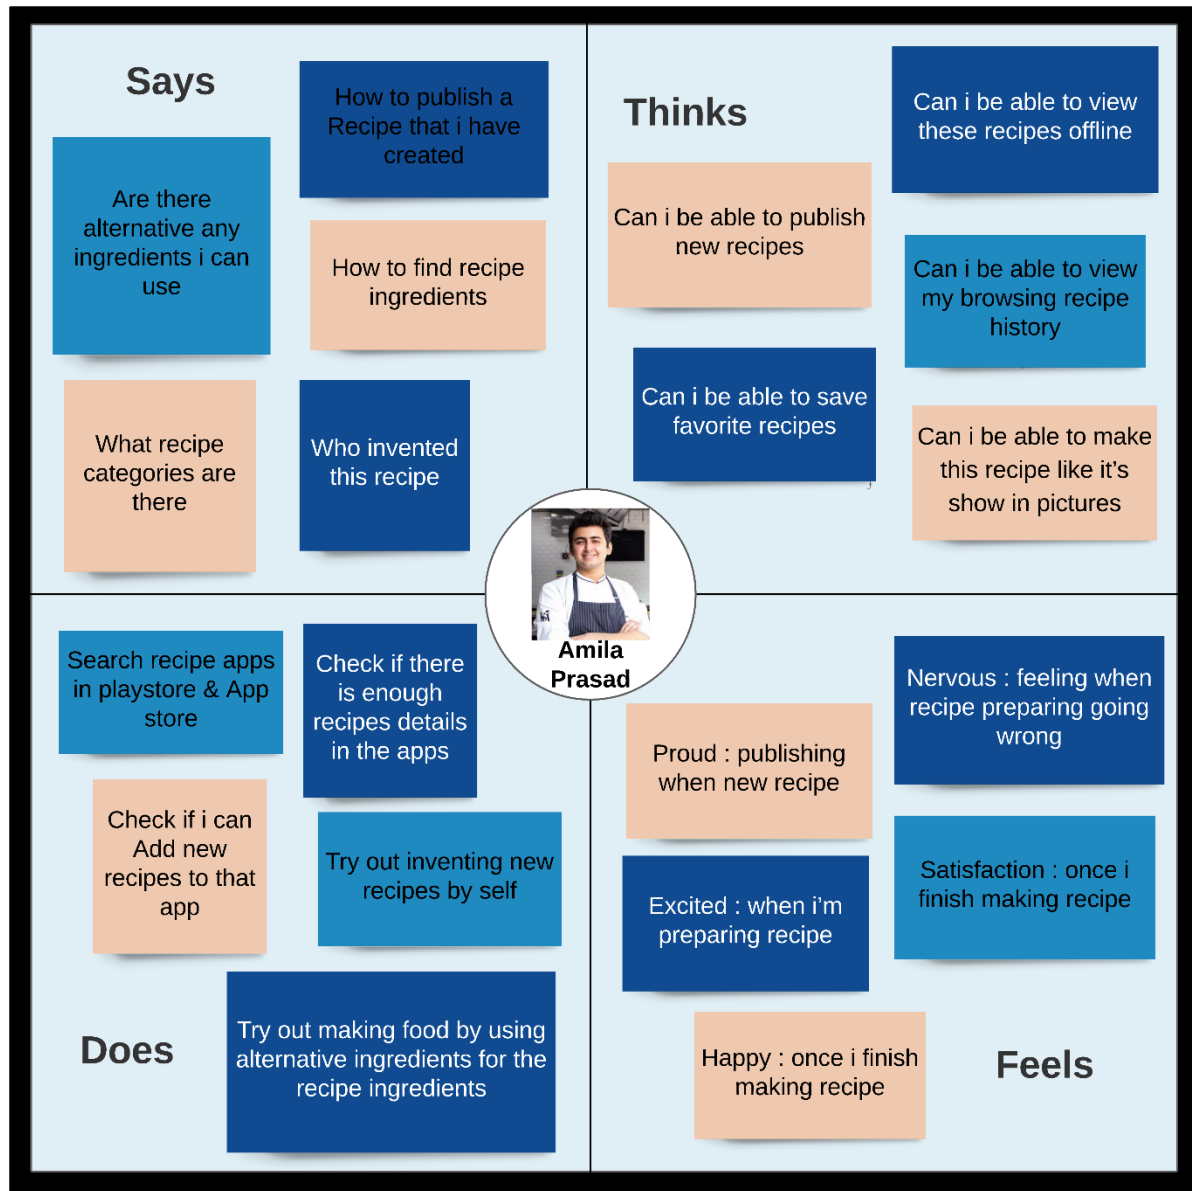 Says
How to publish a
Recipe that i have
created
Are there
alternative any
ingredients i can
use
How to find recipe
ingredients
What recipe
categories are
there
Who invented
this recipe
Thinks
Can i be able to view
these recipes offline
Can i be able to publish
new recipes
Can i be able to view
my browsing recipe
history
Can i be able to save
favorite recipes
Can i be able to make
this recipe like it's
show in pictures
Amila
Prasad
Search recipe apps
in playstore & App
store
Check if there
is enough
recipes details
in the apps
Check if i can
Add new
recipes to that
app
Try out inventing new
recipes by self
Try out making food by using
alternative ingredients for the
recipe ingredients
Does
Nervous : feeling when
recipe preparing going
wrong
Proud : publishing
when new recipe
Satisfaction : once i
finish making recipe
Excited : when i'm
preparing recipe
Happy : once i finish
making recipe
Feels